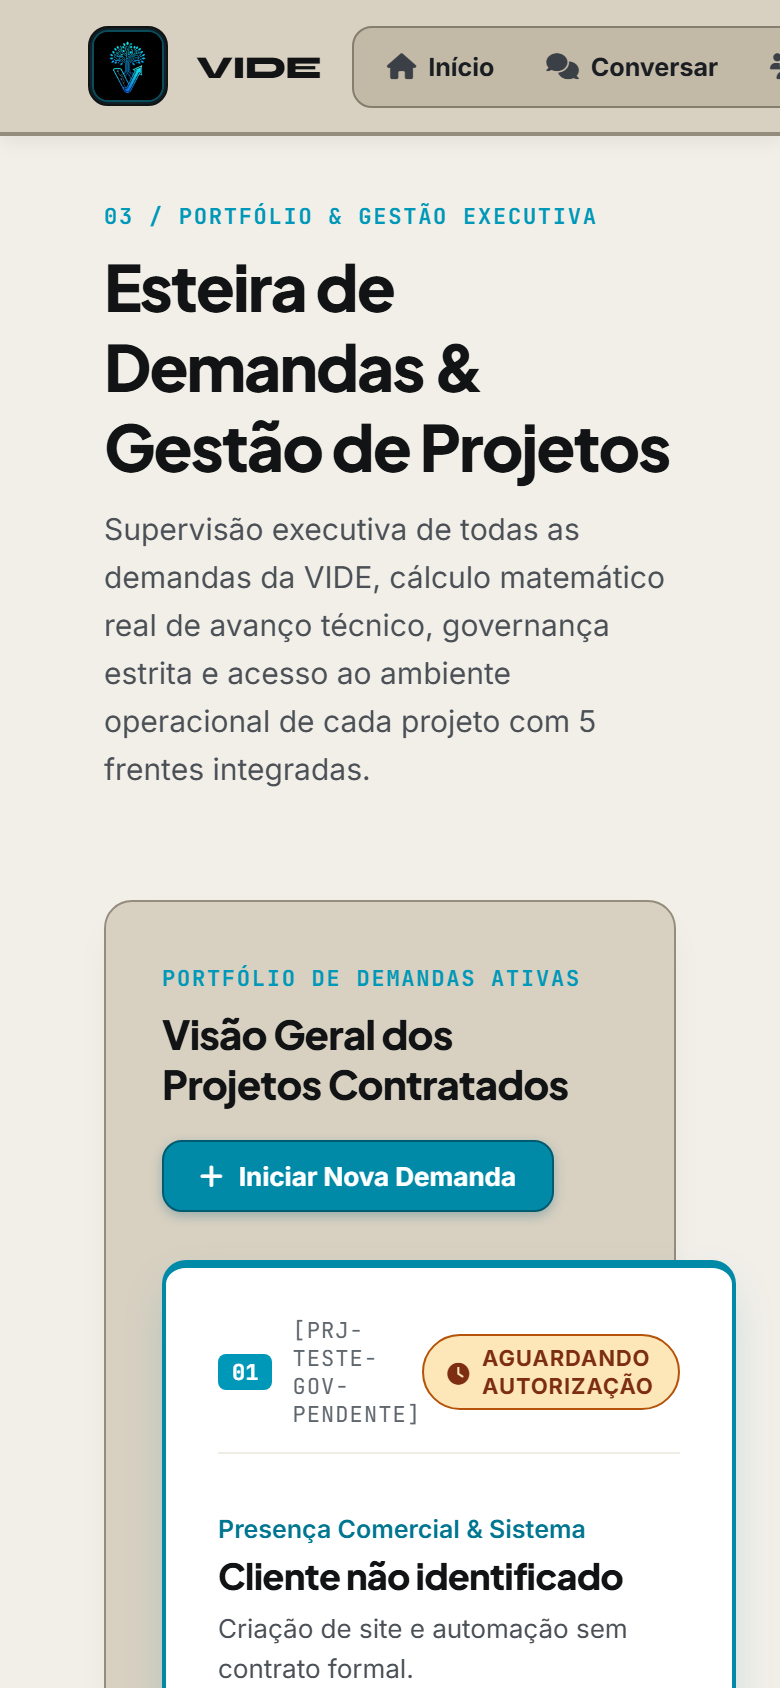 VIDE
Início
Conversar
03 / PORTFÓLIO & GESTÃO EXECUTIVA
Esteira de
Demandas &
Gestão de Projetos
Supervisão executiva de todas as
demandas da VIDE, cálculo matemático
real de avanço técnico, governança
estrita e acesso ao ambiente
operacional de cada projeto com 5
frentes integradas.
PORTFÓLIO DE DEMANDAS ATIVAS
Visão Geral dos
Projetos Contratados
Iniciar Nova Demanda
01
[PRJ-
TESTE-
GOV-
PENDENTE]
AGUARDANDO
AUTORIZAÇÃO
Presença Comercial & Sistema
Cliente não identificado
Criação de site e automação sem
contrato formal.